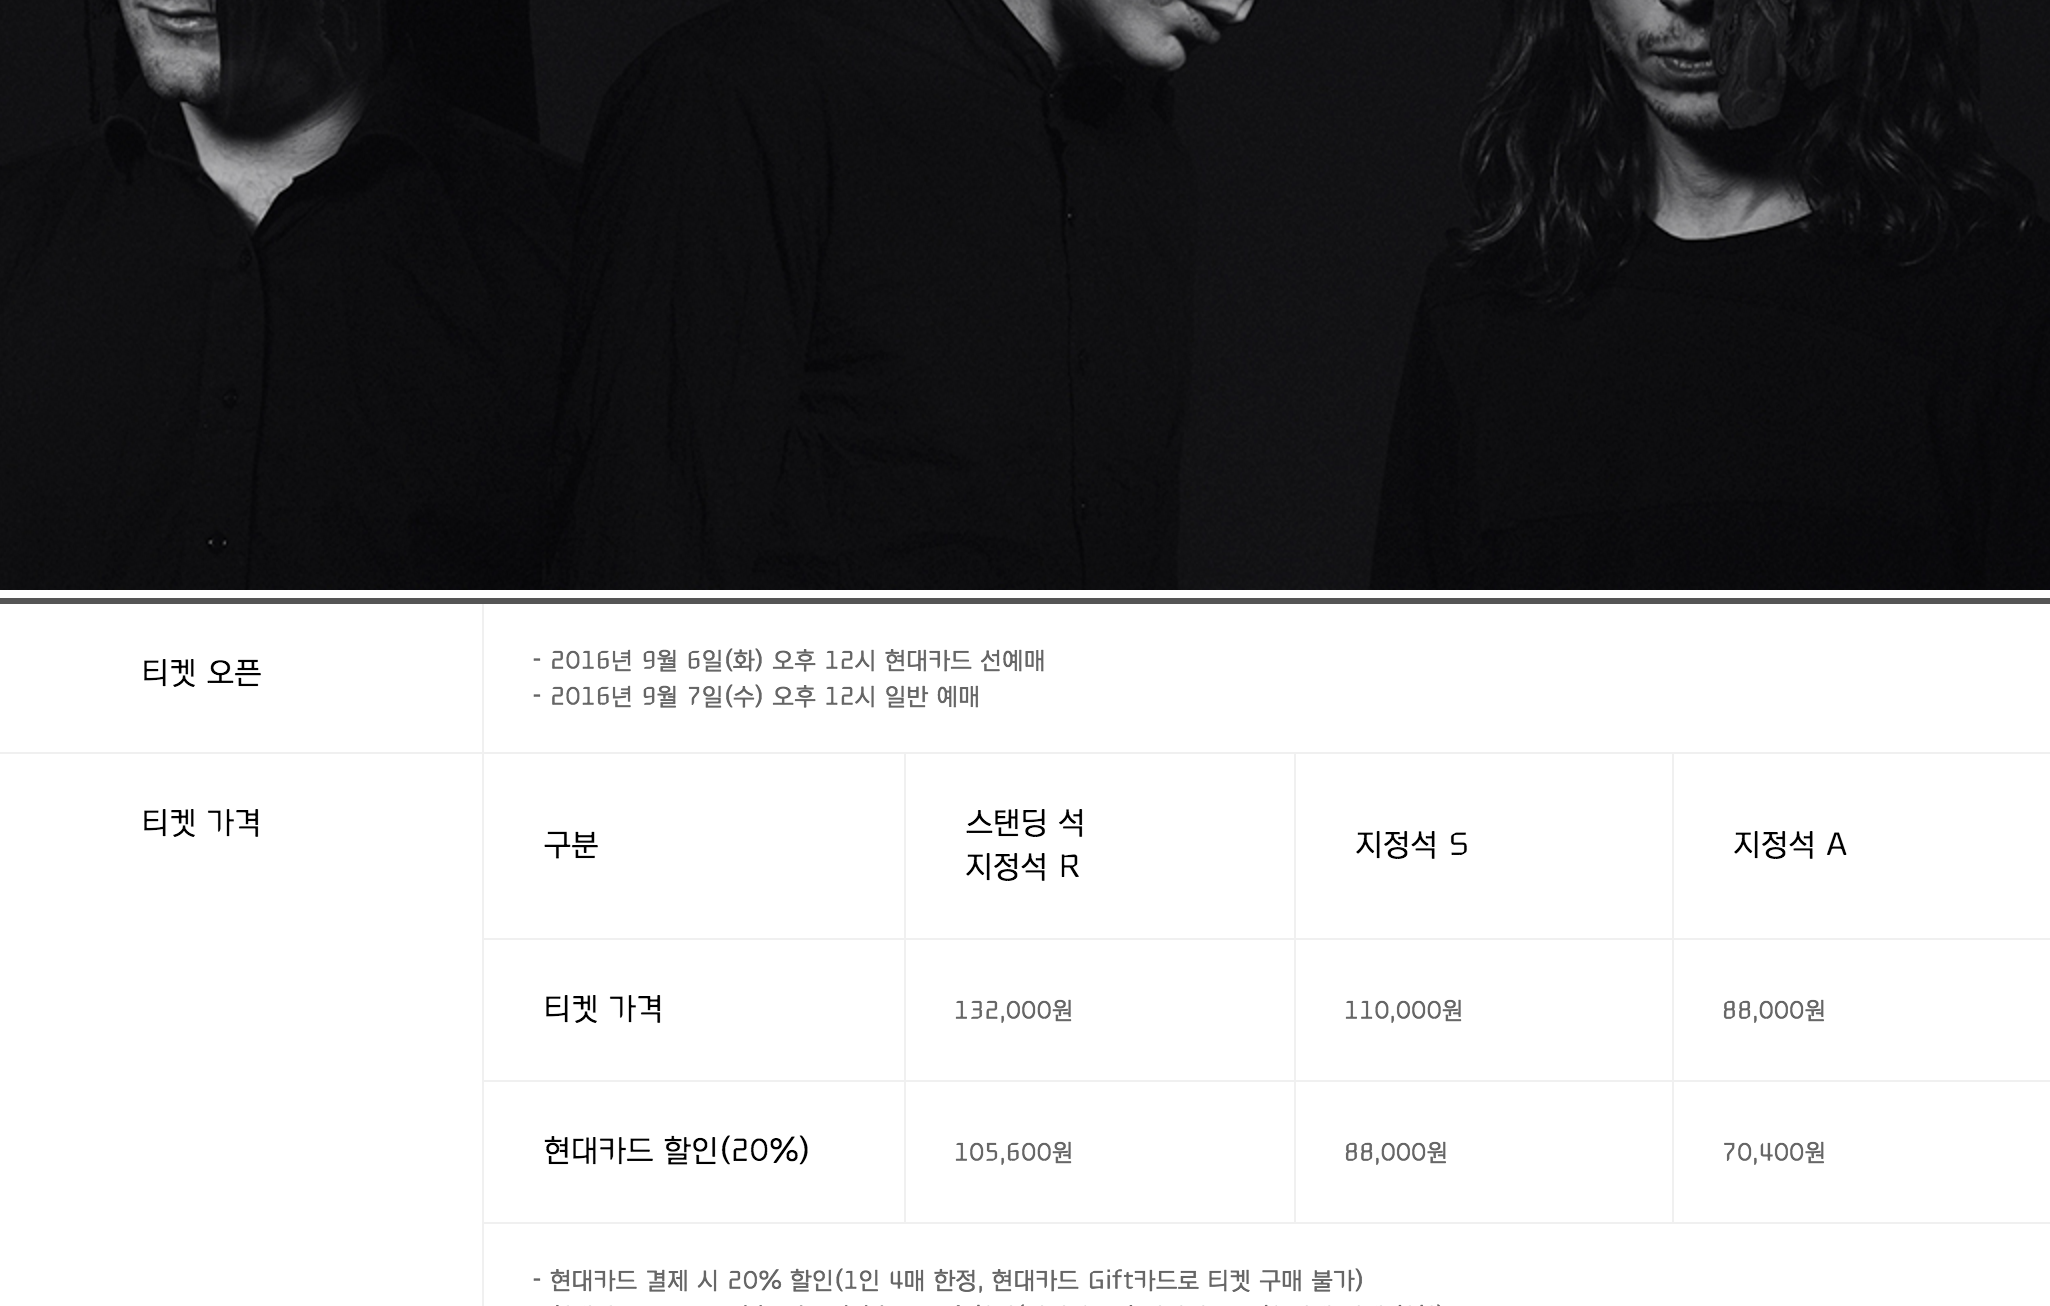 티켓 오픈
- 2016년 9월 6일(화) 오후 12시 현대카드 선예매
- 2016년 9월 7일(수) 오후 12시 일반 예매
티켓 가격
구분
스탠딩 석
지정석 R
지정석 S
지정석 A
티켓 가격
132,000원
110,000원
88,000원
현대카드 할인(20%)
105,600원
88,000원
70,400원
- 현대카드 결제 시 20% 할인(1인 4매 한정, 현대카드 Gift카드로 티켓 구매 불가)